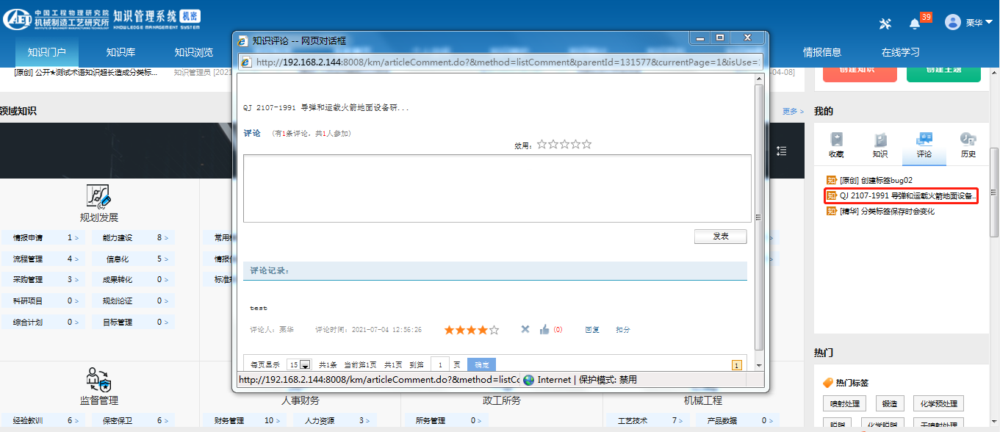 中国工程物理研究院
机械制造工艺研究所
知识管理系统 机密
KNOWLEDGE MANAGEMENT SYSTEM
39
栗华
知识门户 知识库 知识浏览 情报信息 在线学习
[原创] 公开★测试术语知识超长造成分类标... 知识管理员 [2021
-04-08]
创建知识 创建主题
领域知识
更多 >
规划发展
情报申请 1 > 能力建设 8 >
流程管理 4 > 信息化 5 >
采购管理 3 > 成果转化 0 >
科研项目 0 > 规划论证 0 >
综合计划 0 > 目标管理 0 >
常用
情报
标准
监督管理 人事财务 政工所务 机械工程
经验教训 6 > 保密保卫 6 > 财务管理 10 > 人力资源 3 > 所务管理 0 > 工艺技术 7 > 产品数据 0 >
知识评论 -- 网页对话框
http://192.168.2.144:8008/km/articleComment.do?&method=listComment&parentId=131577&currentPage=1&isUse=
QJ 2107-1991 导弹和运载火箭地面设备研...
评论 (有1条评论，共1人参加)
效用：
发表
评论记录：
test
评论人：栗华 评论时间：2021-07-04 12:56:26 (0) 回复 扣分
每页显示 15 共1条 当前第1页 共1页 到第 1 页 确定 1
http://192.168.2.144:8008/km/articleComment.do?&method=listCo Internet | 保护模式: 禁用
我的
收藏 知识 评论 历史
知 [原创] 创建标签bug02
知 QJ 2107-1991 导弹和运载火箭地面设备..
知 [精华] 分类标签保存时会变化
热门
热门标签
喷射处理 锻造 化学预处理
脱脂 化学脱脂 干喷射处理